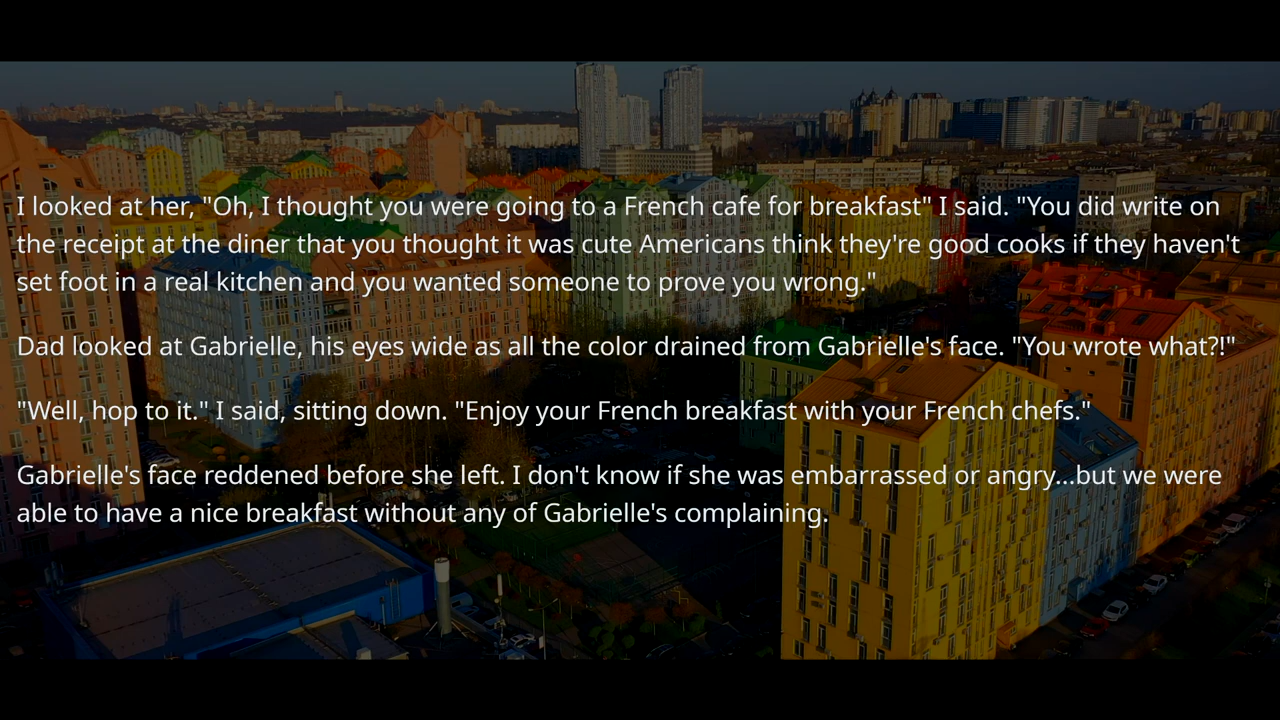 I looked at her, "Oh, I thought you were going to a French cafe for breakfast" I said. "You did write on
the receipt at the diner that you thought it was cute Americans think they're good cooks if they haven't
set foot in a real kitchen and you wanted someone to prove you wrong."
Dad looked at Gabrielle, his eyes wide as all the color drained from Gabrielle's face. "You wrote what?!"
"Well, hop to it." I said, sitting down. "Enjoy your French breakfast with your French chefs."
Gabrielle's face reddened before she left. I don't know if she was embarrassed or angry...but we were
able to have a nice breakfast without any of Gabrielle's complaining.